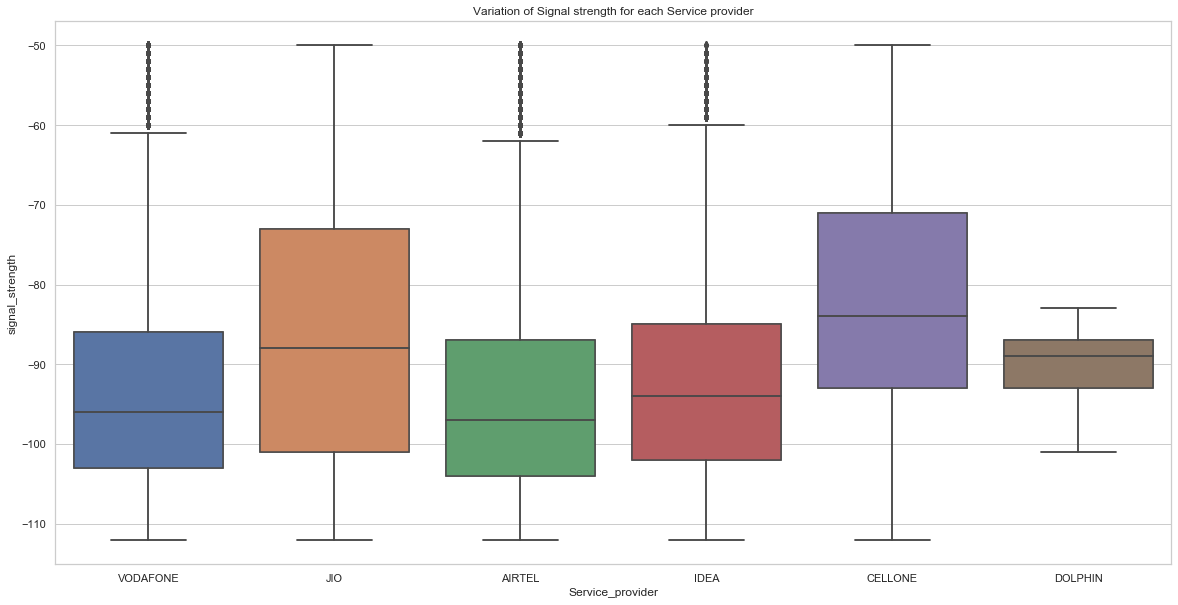 Variation of Signal strength for each Service provider
signal_strength
−50
−60
−70
−80
−90
−100
−110
VODAFONE
JIO
AIRTEL
IDEA
CELLONE
DOLPHIN
Service_provider